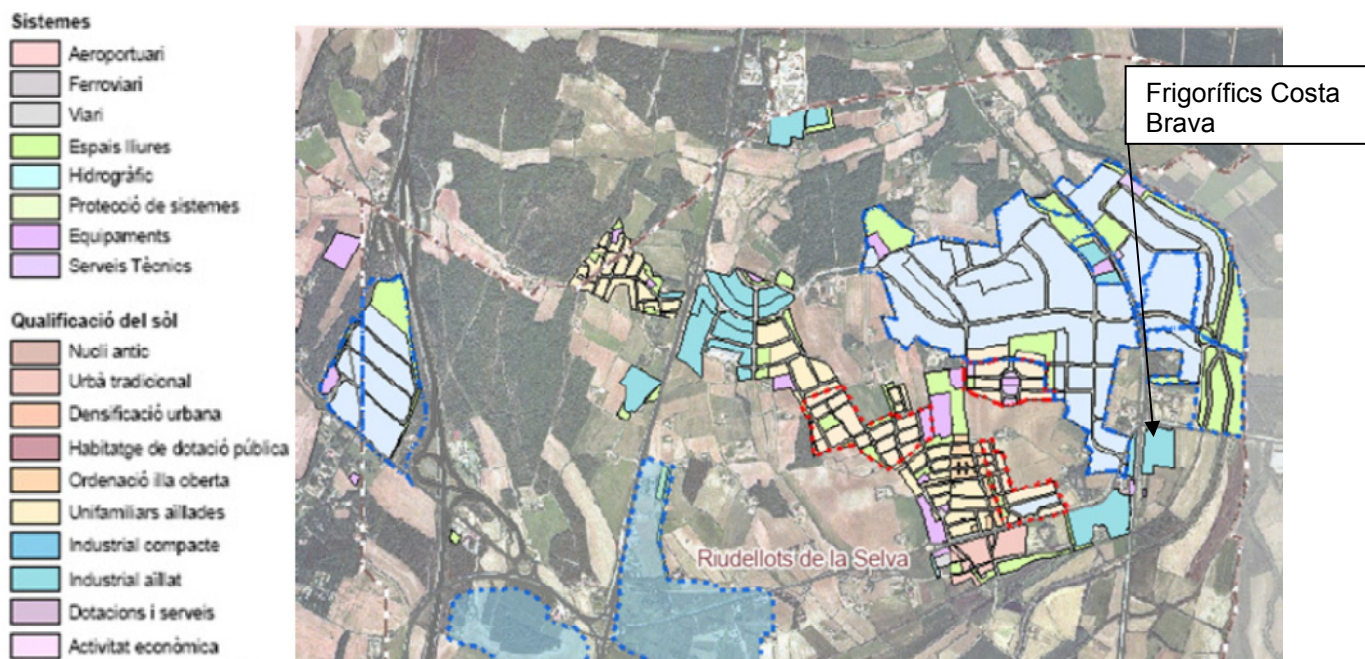 Sistemes
Aeroportuari
Ferroviari
Viari
Espais lliures
Hidrogràfic
Protecció de sistemes
Equipaments
Serveis Tècnics
Qualificació del sòl
Nucli antic
Urbà tradicional
Densificació urbana
Habitatge de dotació pública
Ordenació illa oberta
Unifamiliars aïllades
Industrial compacte
Industrial aïllat
Dotacions i serveis
Activitat econòmica
Frigorífics Costa
Brava
Riudellots de la Selva